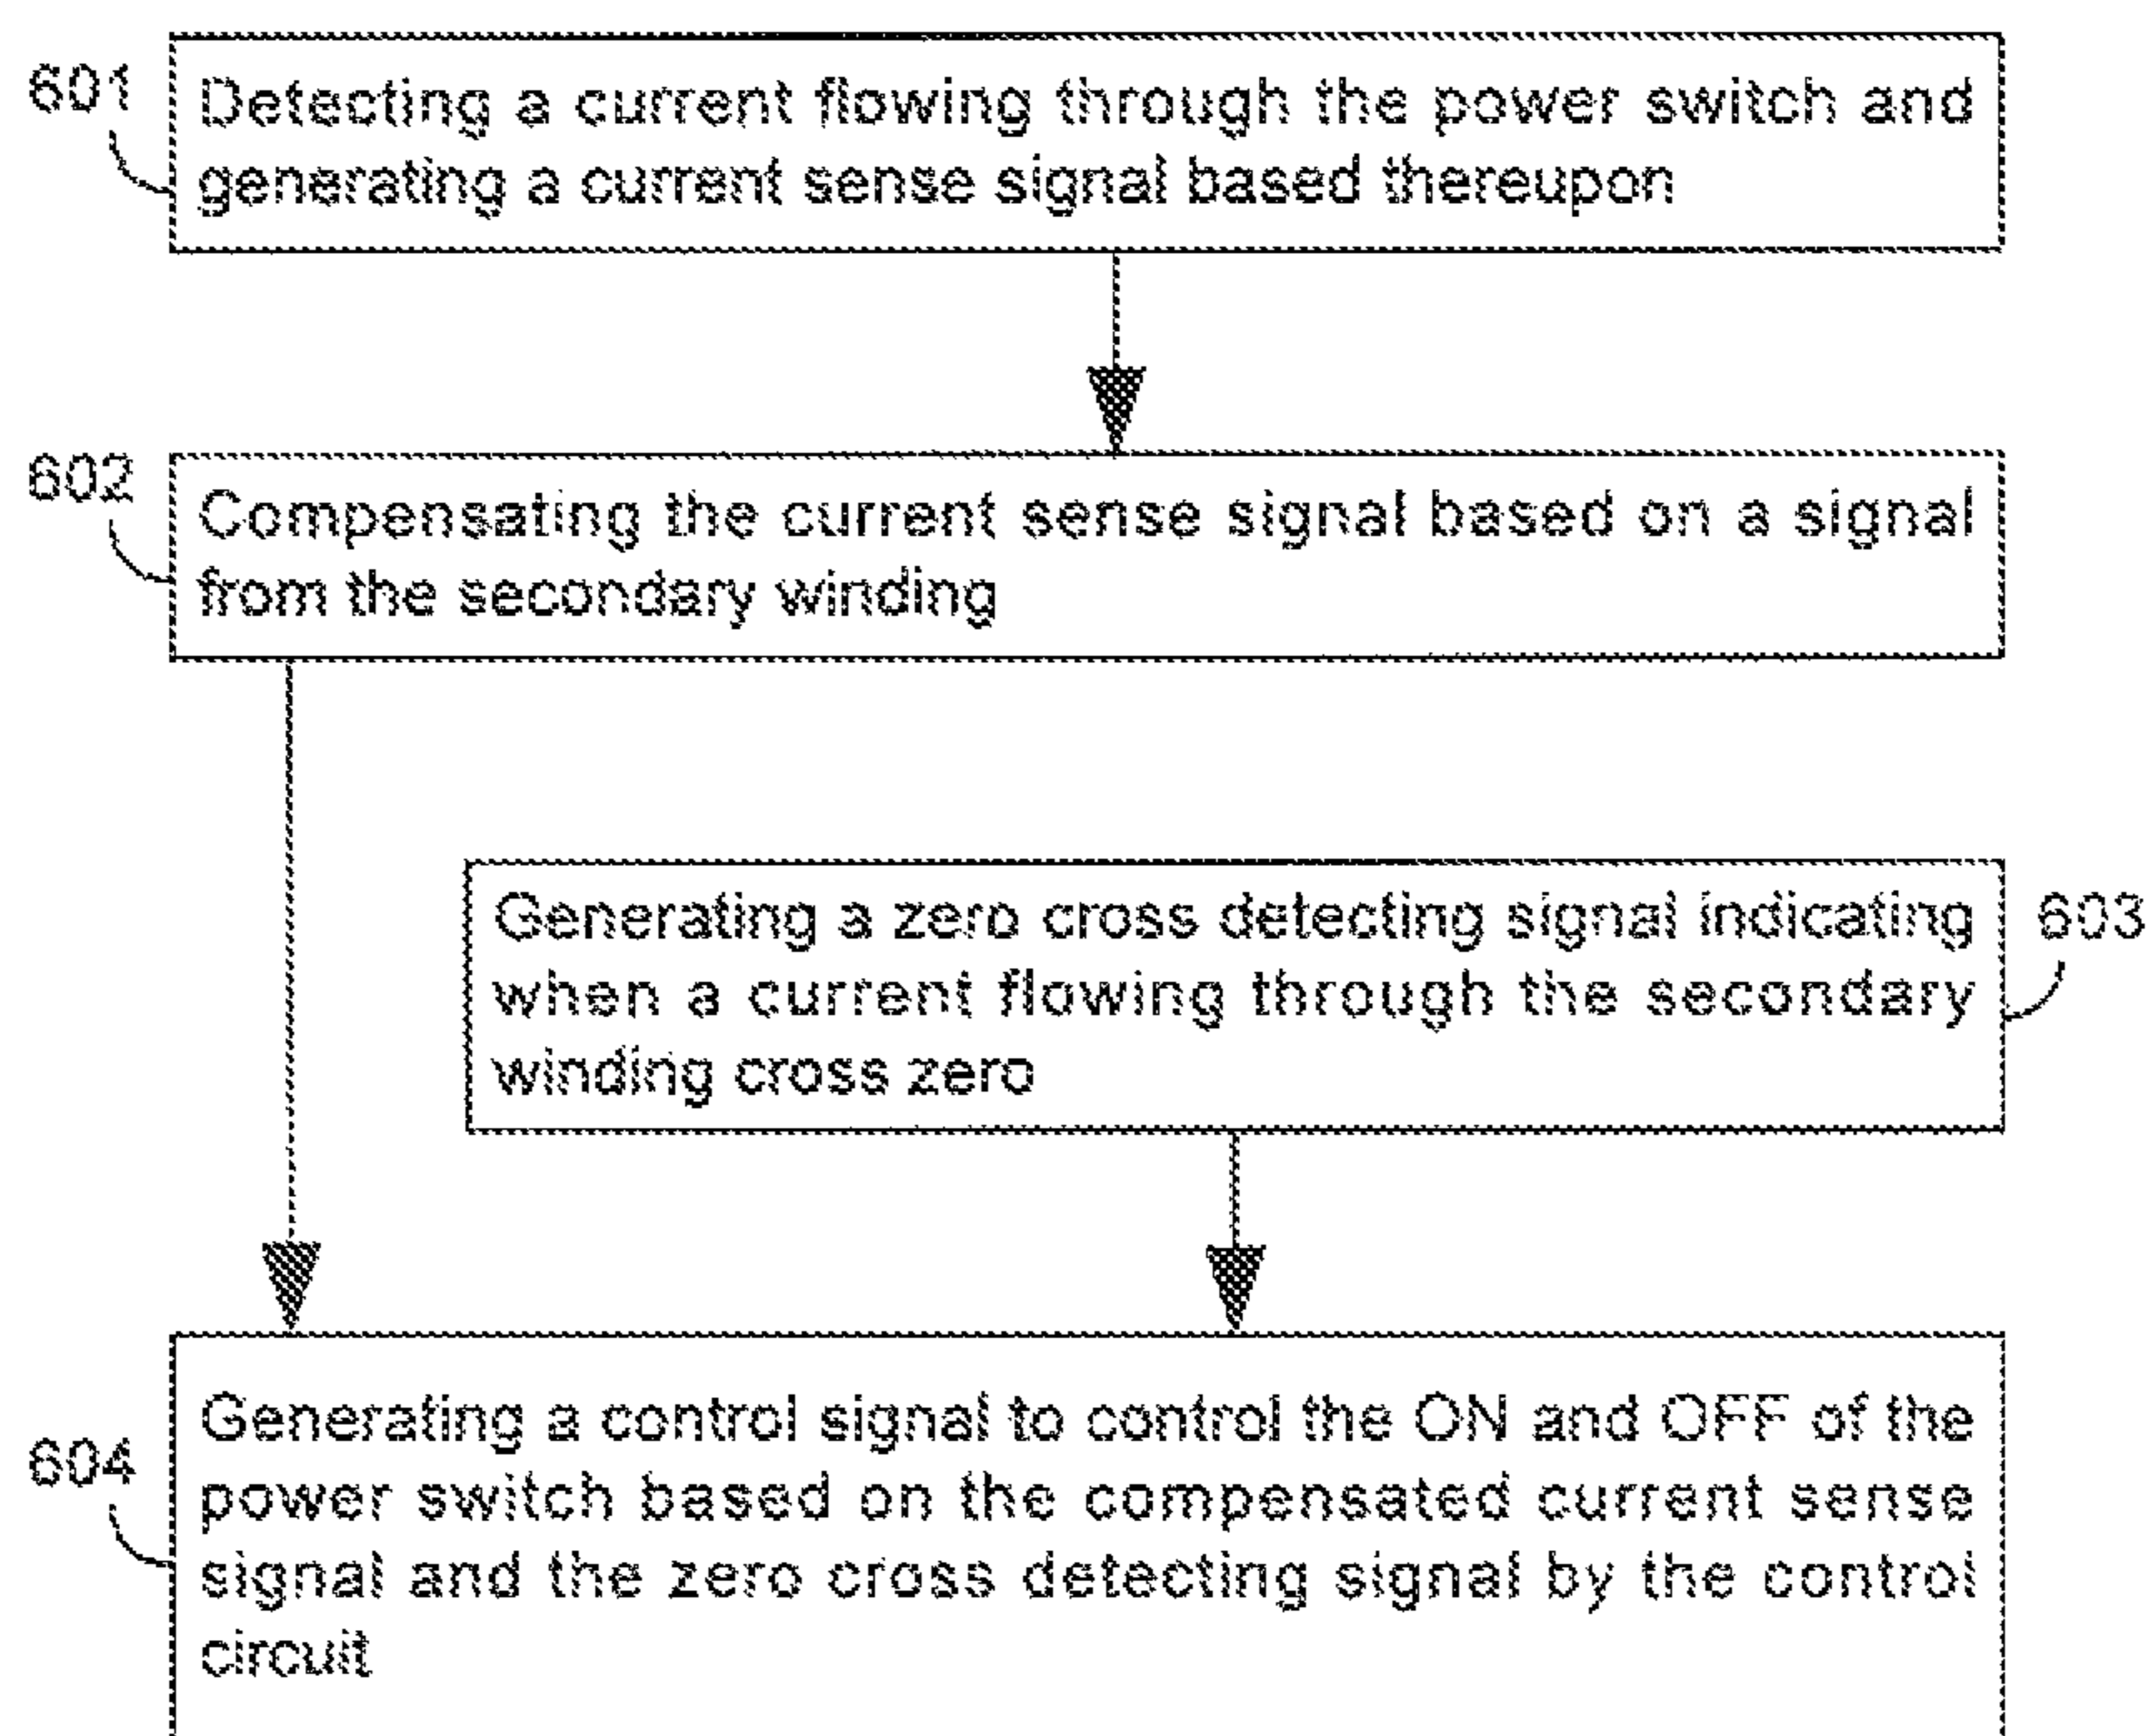 601
Detecting a current flowing through the power switch and
generating a current sense signal based thereupon
602
Compensating the current sense signal based on a signal
from the secondary winding
Generating a zero cross detecting signal indicating
when a current flowing through the secondary
winding cross zero
603
604
Generating a control signal to control the ON and OFF of the
power switch based on the compensated current sense
signal and the zero cross detecting signal by the control
circuit